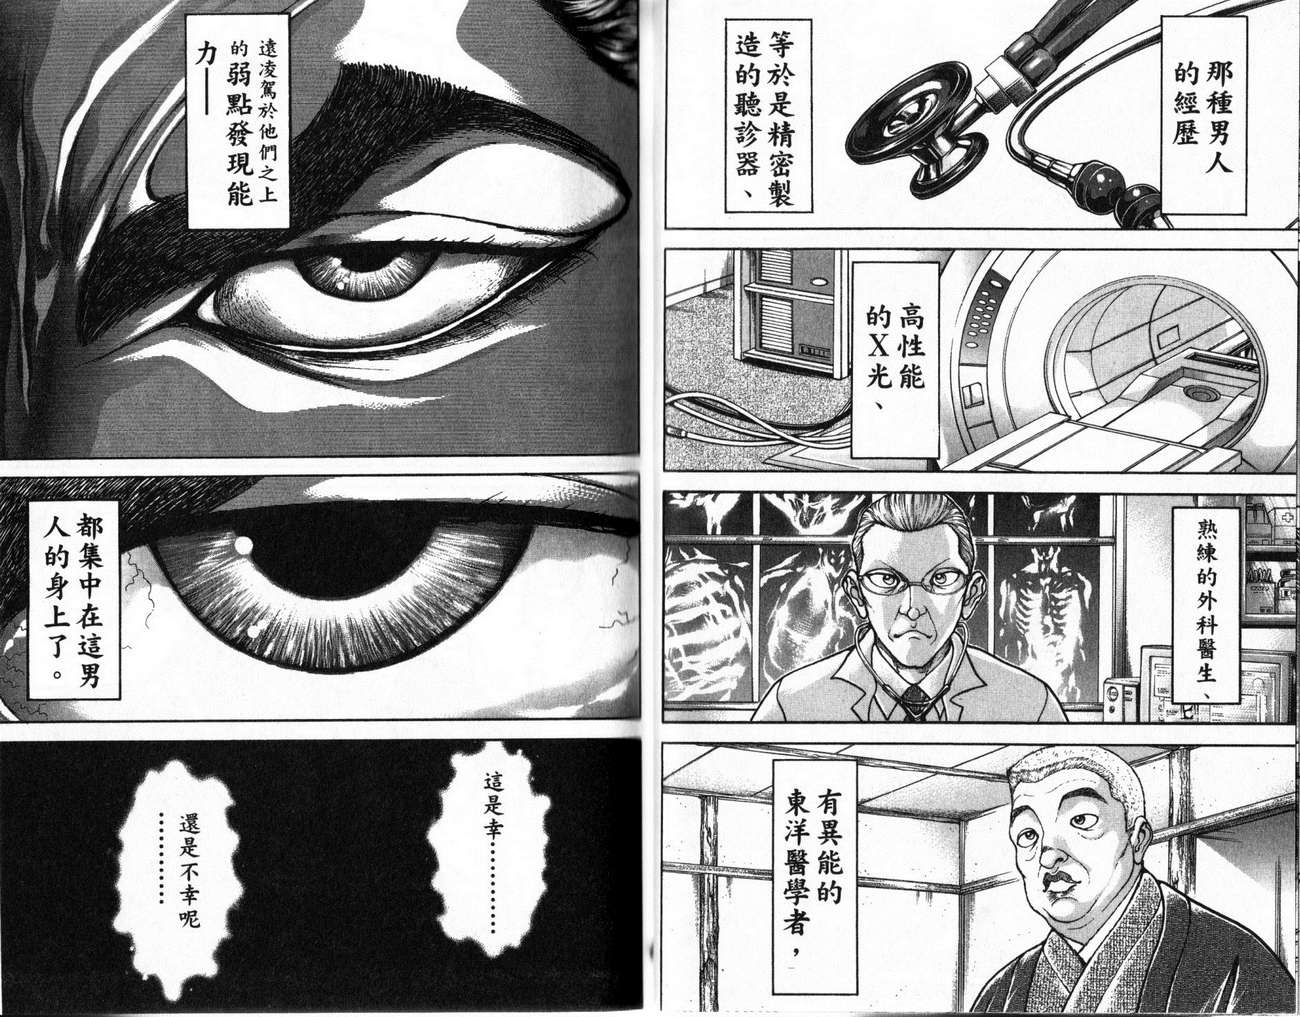 那種男人
的經歷
等於是精密製
造的聽診器、
高性能
的X光、
熟練的外科醫生、
有異能的
東洋醫學者，
遠凌駕於他們之上
的弱點發現能
力——
都集中在這男
人的身上了。
這是幸…………
還是不幸呢
…………